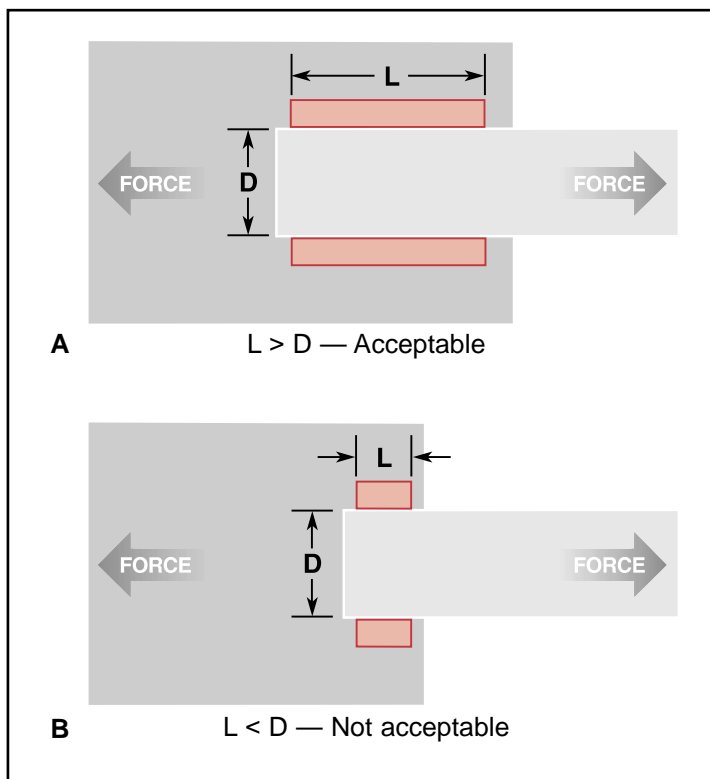 L
FORCE
D
FORCE
A
L > D — Acceptable
L
FORCE
D
FORCE
B
L < D — Not acceptable